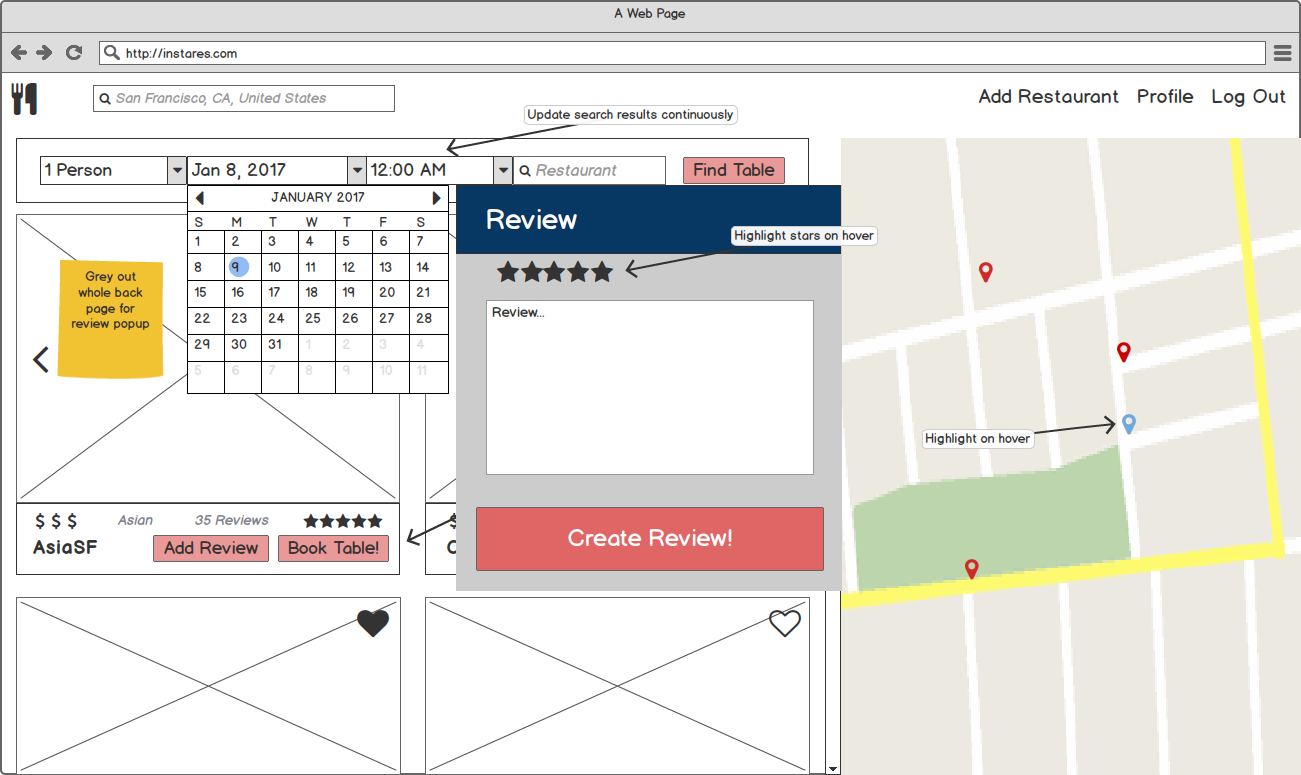 A Web Page
http://instares.com
San Francisco, CA, United States
Add Restaurant Profile Log Out
Update search results continuously
1 Person Jan 8, 2017 12:00 AM Restaurant Find Table
JANUARY 2017
S M T W T F S
1 2 3 4 5 6 7
8 9 10 11 12 13 14
15 16 17 18 19 20 21
22 23 24 25 26 27 28
29 30 31 1 2 3 4
5 6 7 8 9 10 11
Grey out
whole back
page for
review popup
Review
Highlight stars on hover
Review...
Create Review!
Highlight on hover
$ $ $ Asian 35 Reviews
AsiaSF Add Review Book Table!